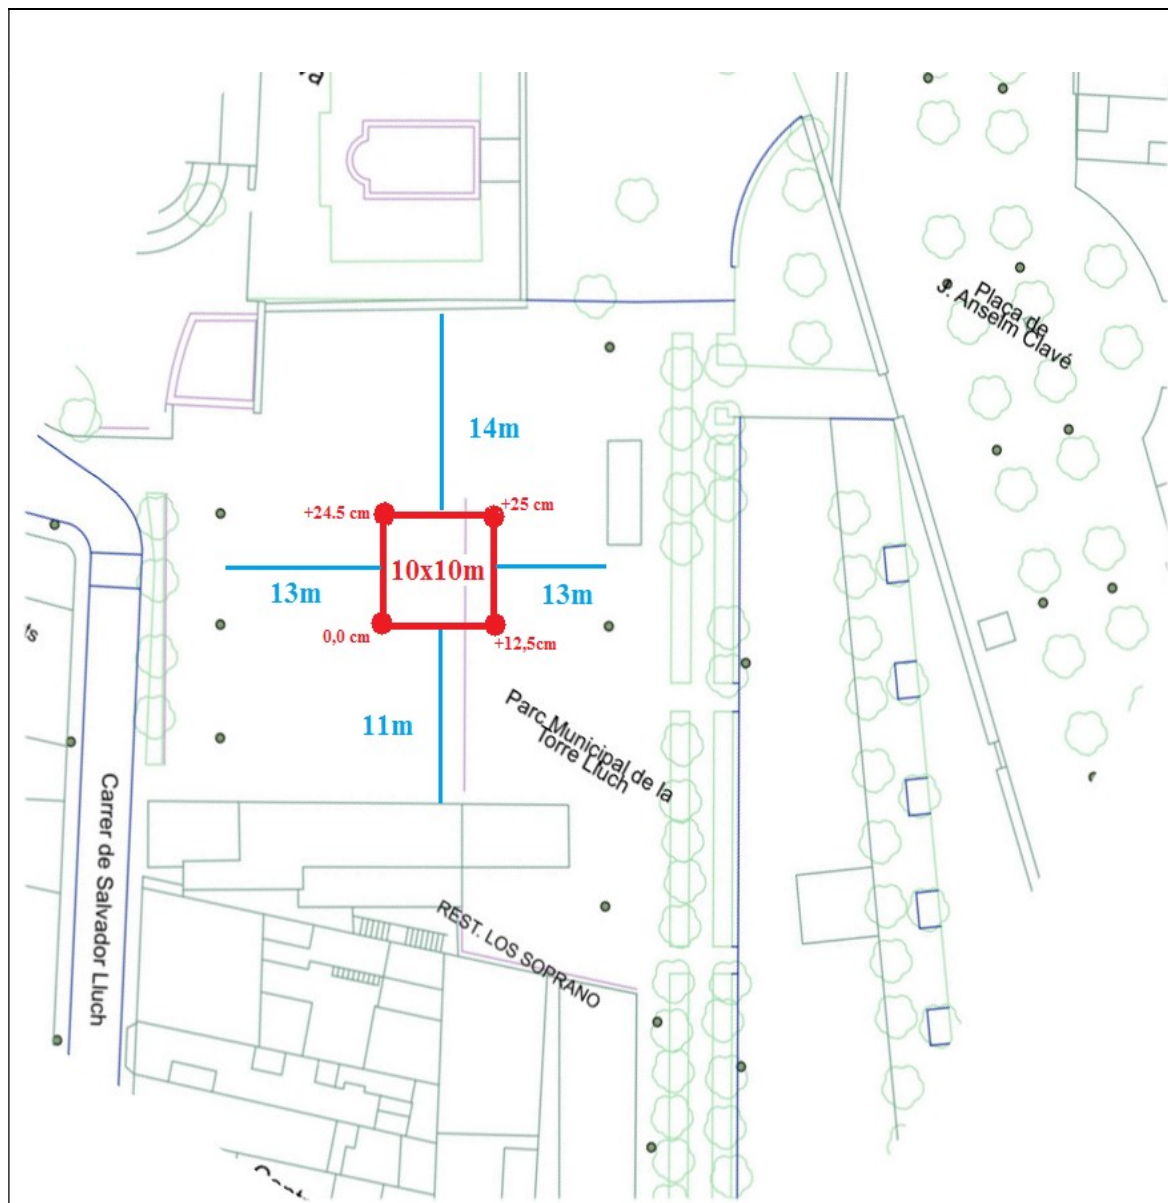 Plaça de
J. Anselm Clavé
14m
+24.5 cm
+25 cm
10x10m
13m
13m
0,0 cm
+12,5cm
11m
Parc Municipal de la
Torre Lluch
Carrer de Salvador Lluch
REST. LOS SOPRANO